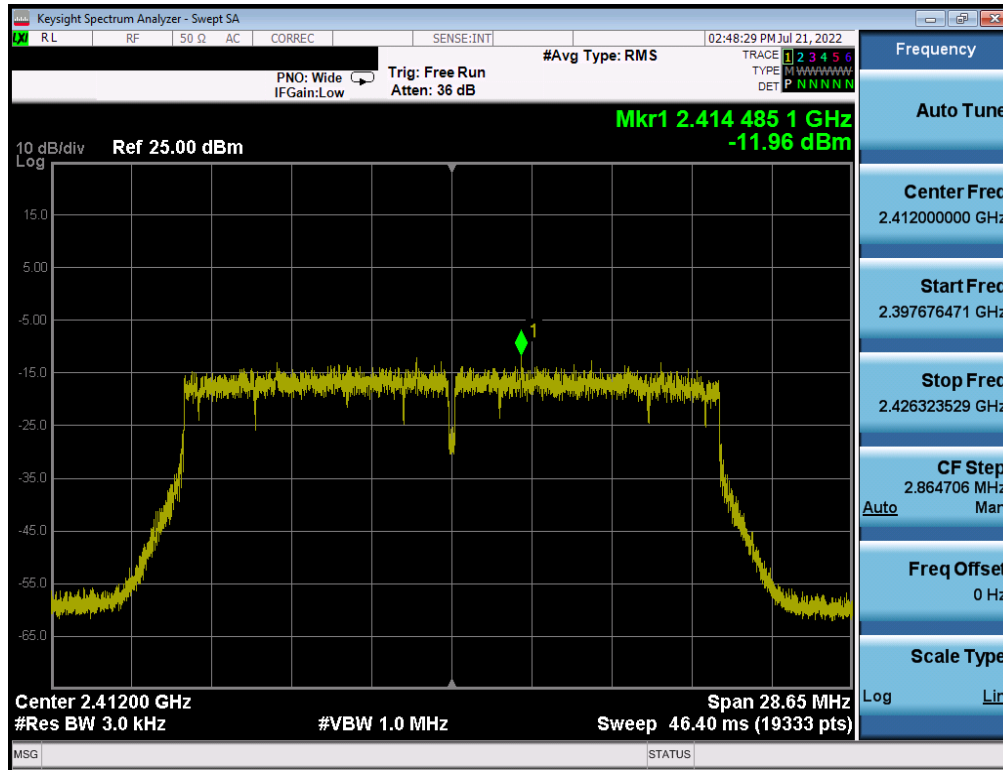 Keysight Spectrum Analyzer - Swept SA
LXI RL RF 50 Ω AC CORREC SENSE:INT 02:48:29 PM Jul 21, 2022
PNO: Wide
IFGain:Low
Trig: Free Run
Atten: 36 dB
#Avg Type: RMS
TRACE 1 2 3 4 5 6
TYPE M WWWWW
DET P N N N N N
Mkr1 2.414 485 1 GHz
-11.96 dBm
10 dB/div Ref 25.00 dBm
Log
15.0
5.00
-5.00
1
-15.0
-25.0
-35.0
-45.0
-55.0
-65.0
Center 2.41200 GHz Span 28.65 MHz
#Res BW 3.0 kHz #VBW 1.0 MHz Sweep 46.40 ms (19333 pts)
MSG STATUS
Frequency
Auto Tune
Center Freq
2.412000000 GHz
Start Freq
2.397676471 GHz
Stop Freq
2.426323529 GHz
CF Step
2.864706 MHz
Auto Man
Freq Offset
0 Hz
Scale Type
Log Lin